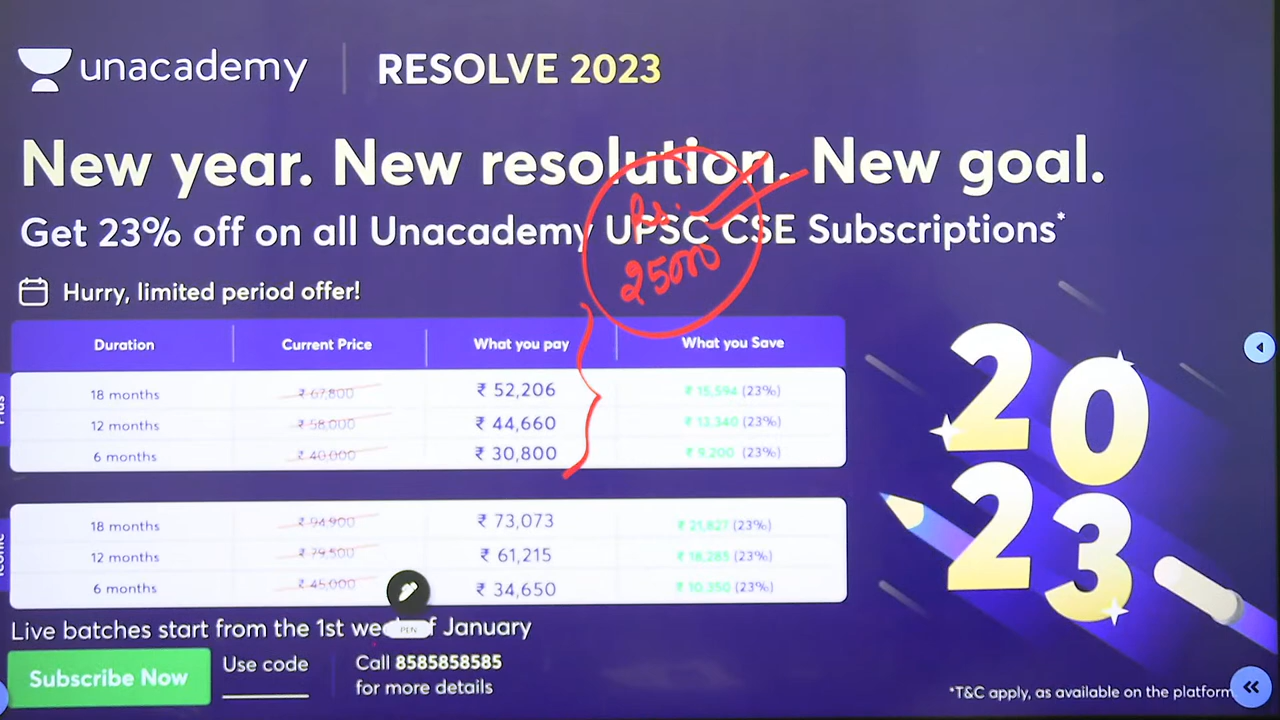 unacademy
RESOLVE 2023
New year. New resolution. New goal.
Get 23% off on all Unacademy UPSC CSE Subscriptions*
Rs.
25000
Hurry, limited period offer!
Duration Current Price What you pay What you Save
18 months ₹ 67,800 ₹ 52,206 ₹ 15,594 (23%)
12 months ₹ 58,000 ₹ 44,660 ₹ 13,340 (23%)
6 months ₹ 40,000 ₹ 30,800 ₹ 9,200 (23%)
18 months ₹ 94,900 ₹ 73,073 ₹ 21,827 (23%)
12 months ₹ 79,500 ₹ 61,215 ₹ 18,285 (23%)
6 months ₹ 45,000 ₹ 34,650 ₹ 10,350 (23%)
2023
Live batches start from the 1st of January
PEN
Subscribe Now
Use code
Call 8585858585
for more details
*T&C apply, as available on the platform